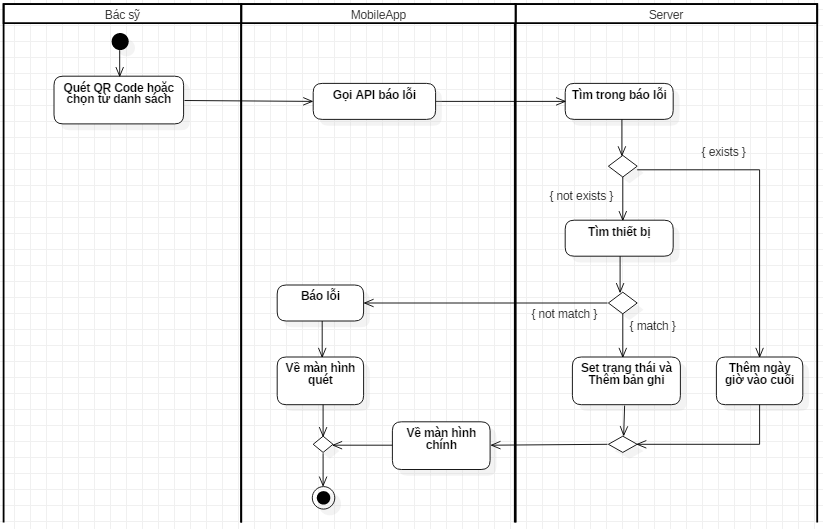 Bác sỹ
MobileApp
Server
Quét QR Code hoặc
chọn từ danh sách
Gọi API báo lỗi
Tìm trong báo lỗi
{ exists }
{ not exists }
Tìm thiết bị
Báo lỗi
{ not match }
{ match }
Về màn hình
quét
Set trạng thái và
Thêm bản ghi
Thêm ngày
giờ vào cuối
Về màn hình
chính